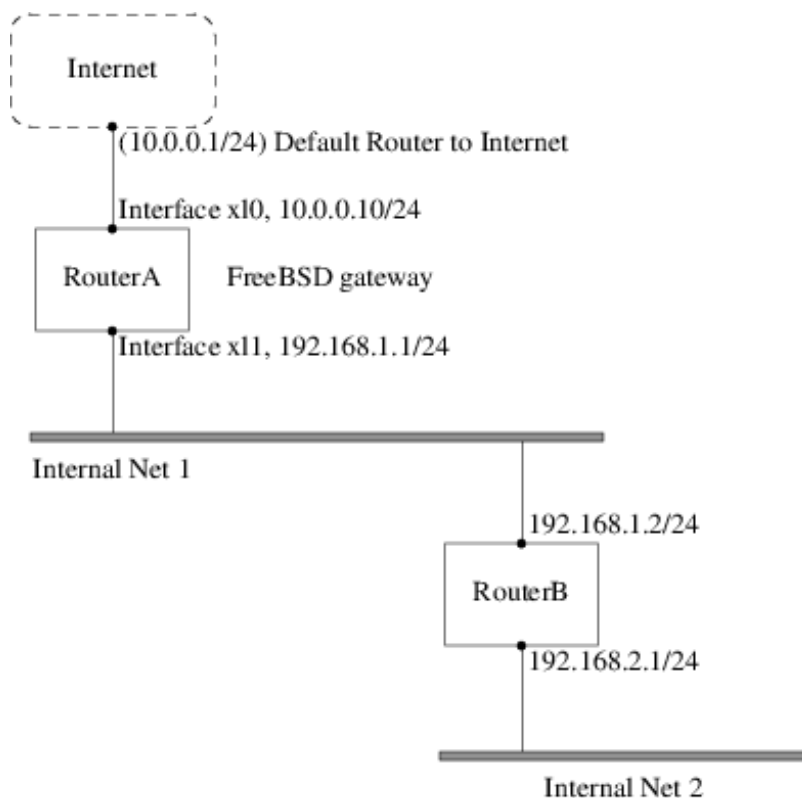 Internet
(10.0.0.1/24) Default Router to Internet
Interface xl0, 10.0.0.10/24
RouterA
FreeBSD gateway
Interface xl1, 192.168.1.1/24
Internal Net 1
192.168.1.2/24
RouterB
192.168.2.1/24
Internal Net 2